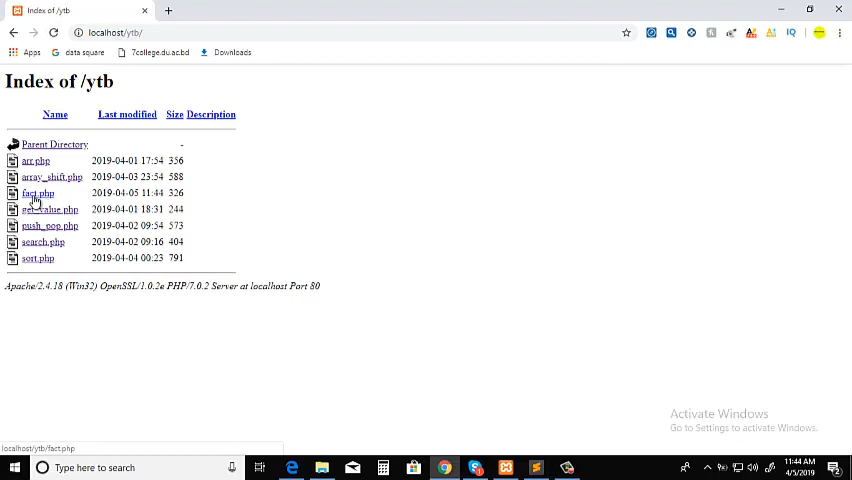 Index of /ytb
localhost/ytb/
Apps data square 7college.du.ac.bd Downloads
IQ
Index of /ytb
Name Last modified Size Description
Parent Directory -
arr.php 2019-04-01 17:54 356
array_shift.php 2019-04-03 23:54 588
fact.php 2019-04-05 11:44 326
get_value.php 2019-04-01 18:31 244
push_pop.php 2019-04-02 09:54 573
search.php 2019-04-02 09:16 404
sort.php 2019-04-04 00:23 791
Apache/2.4.18 (Win32) OpenSSL/1.0.2e PHP/7.0.2 Server at localhost Port 80
Activate Windows
Go to Settings to activate Windows.
localhost/ytb/fact.php
Type here to search
11:44 AM
4/5/2019
2